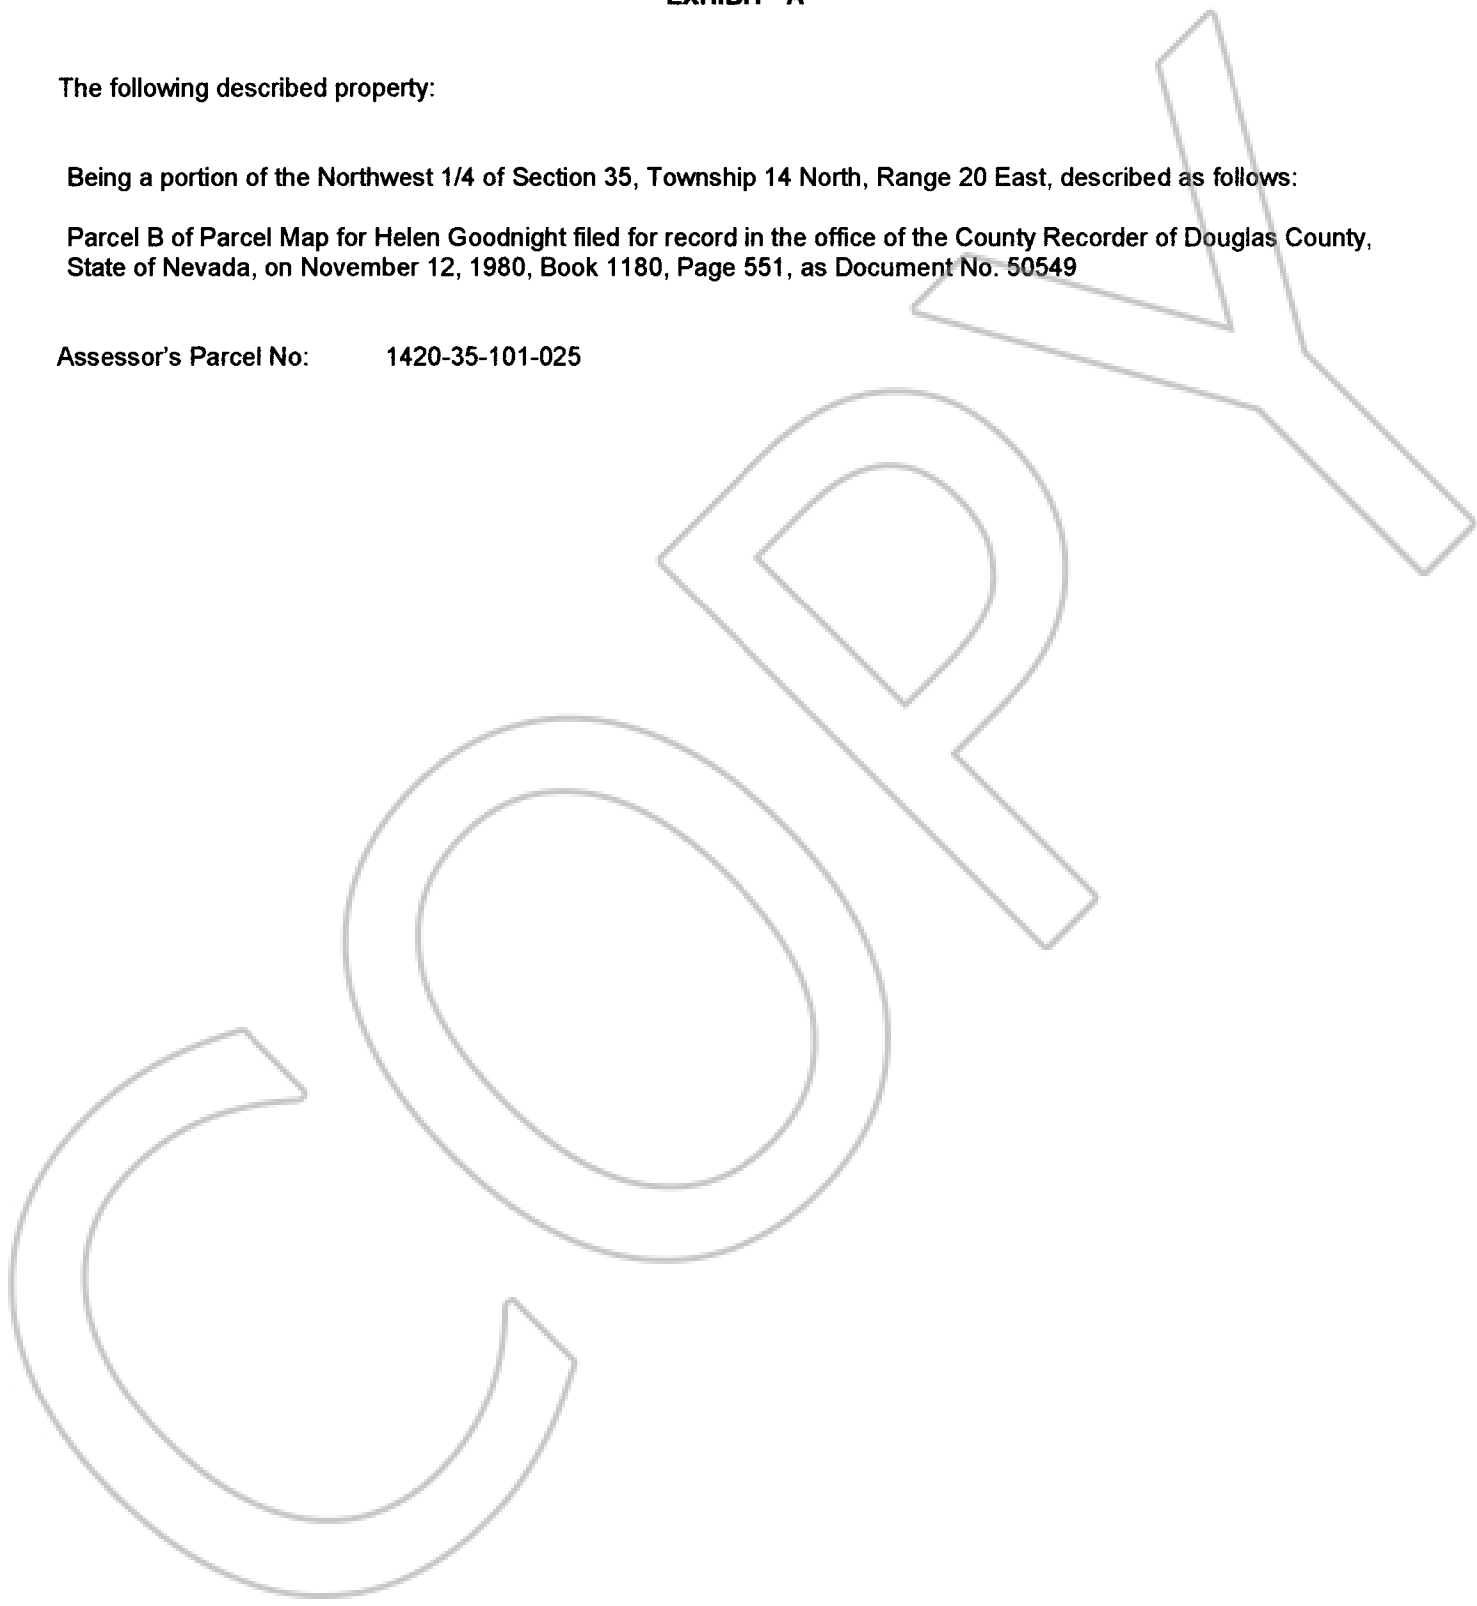 EXHIBIT "A"
The following described property:
Being a portion of the Northwest 1/4 of Section 35, Township 14 North, Range 20 East, described as follows:
Parcel B of Parcel Map for Helen Goodnight filed for record in the office of the County Recorder of Douglas County,
State of Nevada, on November 12, 1980, Book 1180, Page 551, as Document No. 50549
Assessor's Parcel No: 1420-35-101-025
COPY